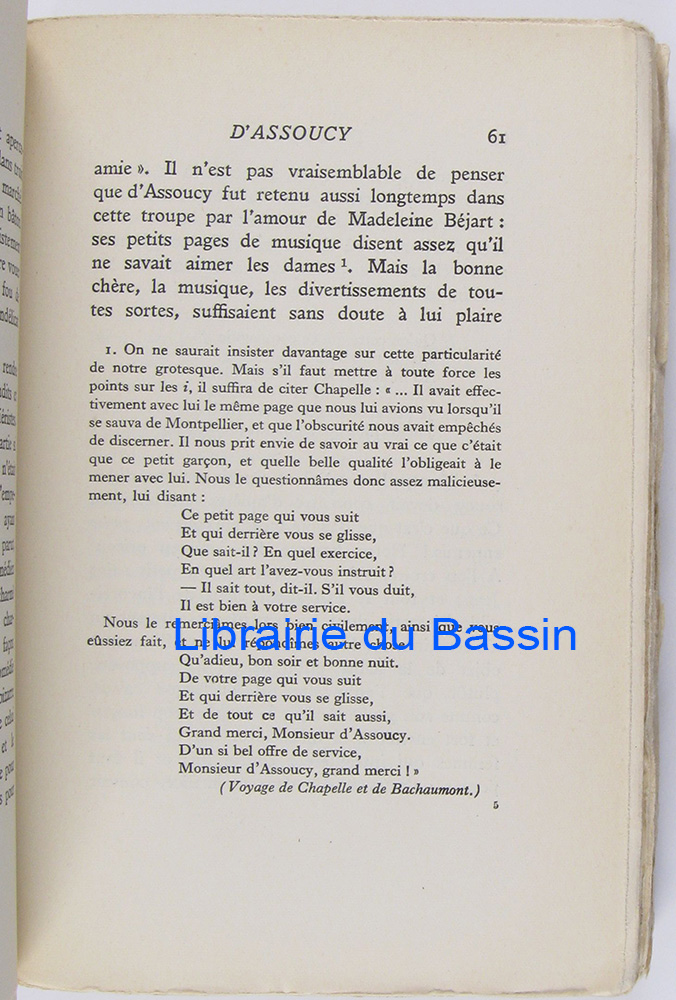 D'ASSOUCY 61
amie ». Il n'est pas vraisemblable de penser
que d'Assoucy fut retenu aussi longtemps dans
cette troupe par l'amour de Madeleine Béjart :
ses petits pages de musique disent assez qu'il
ne savait aimer les dames ¹. Mais la bonne
chère, la musique, les divertissements de tou-
tes sortes, suffisaient sans doute à lui plaire
1. On ne saurait insister davantage sur cette particularité
de notre grotesque. Mais s'il faut mettre à toute force les
points sur les i, il suffira de citer Chapelle : « ... Il avait effec-
tivement avec lui le même page que nous lui avions vu lorsqu'il
se sauva de Montpellier, et que l'obscurité nous avait empêchés
de discerner. Il nous prit envie de savoir au vrai ce que c'était
que ce petit garçon, et quelle belle qualité l'obligeait à le
mener avec lui. Nous le questionnâmes donc assez malicieuse-
ment, lui disant :
Ce petit page qui vous suit
Et qui derrière vous se glisse,
Que sait-il ? En quel exercice,
En quel art l'avez-vous instruit ?
— Il sait tout, dit-il. S'il vous duit,
Il est bien à votre service.
Nous le remerciâmes lors bien civilement, ainsi que vous
eûssiez fait, et ne lui répondîmes autre chose
Librairie du Bassin
Qu'adieu, bon soir et bonne nuit.
De votre page qui vous suit
Et qui derrière vous se glisse,
Et de tout ce qu'il sait aussi,
Grand merci, Monsieur d'Assoucy.
D'un si bel offre de service,
Monsieur d'Assoucy, grand merci ! »
(Voyage de Chapelle et de Bachaumont.)
5